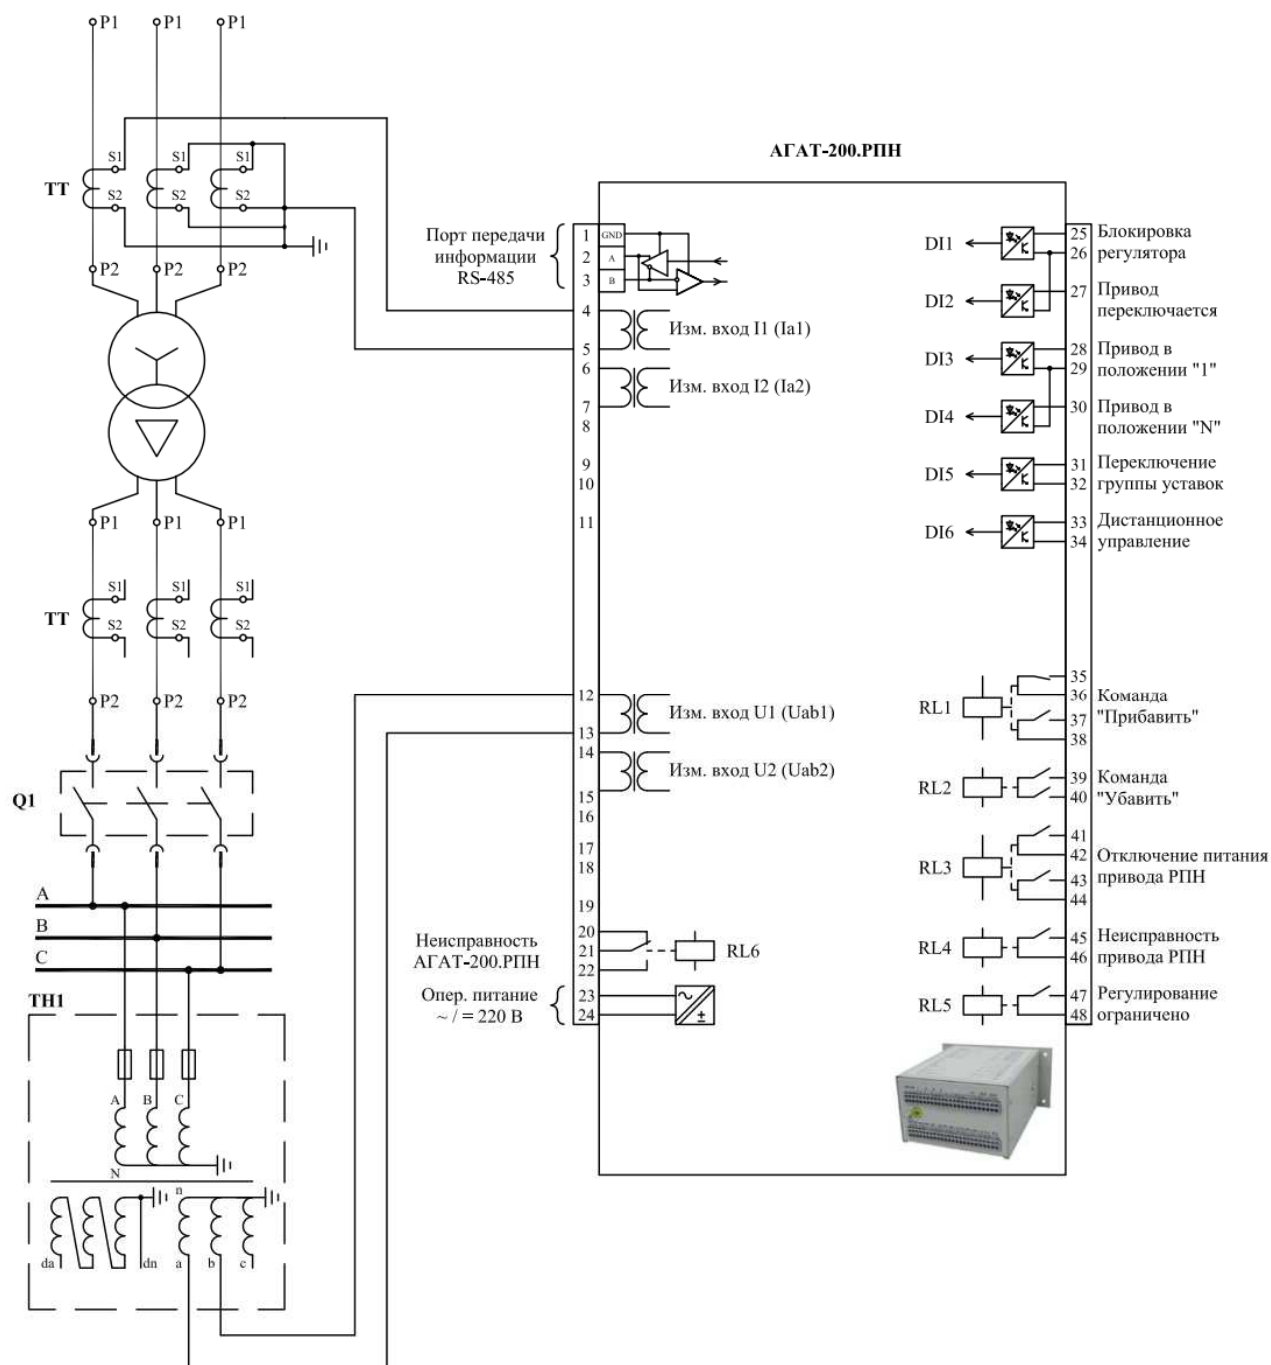 P1 P1 P1
АГАТ-200.РПН
ТТ
S1 S1 S1
S2 S2 S2
P2 P2 P2
Порт передачи
информации
RS-485
1 GND
2 A
3 B
4
Изм. вход I1 (Ia1)
5
6
Изм. вход I2 (Ia2)
7
8
9
10
11
P1 P1 P1
ТТ
S1 S1 S1
S2 S2 S2
P2 P2 P2
12
Изм. вход U1 (Uab1)
13
14
Изм. вход U2 (Uab2)
15
16
17
18
19
Q1
A
B
C
Неисправность
АГАТ-200.РПН
20
21
22
RL6
Опер. питание
~ / = 220 В
23
24
ТН1
A B C
N
n
da dn a b c
DI1
25 Блокировка
26 регулятора
DI2
27 Привод
переключается
DI3
28 Привод в
29 положении "1"
DI4
30 Привод в
положении "N"
DI5
31 Переключение
32 группы уставок
DI6
33 Дистанционное
34 управление
RL1
35
36 Команда
37 "Прибавить"
38
RL2
39 Команда
40 "Убавить"
RL3
41
42 Отключение питания
43 привода РПН
44
RL4
45 Неисправность
46 привода РПН
RL5
47 Регулирование
48 ограничено